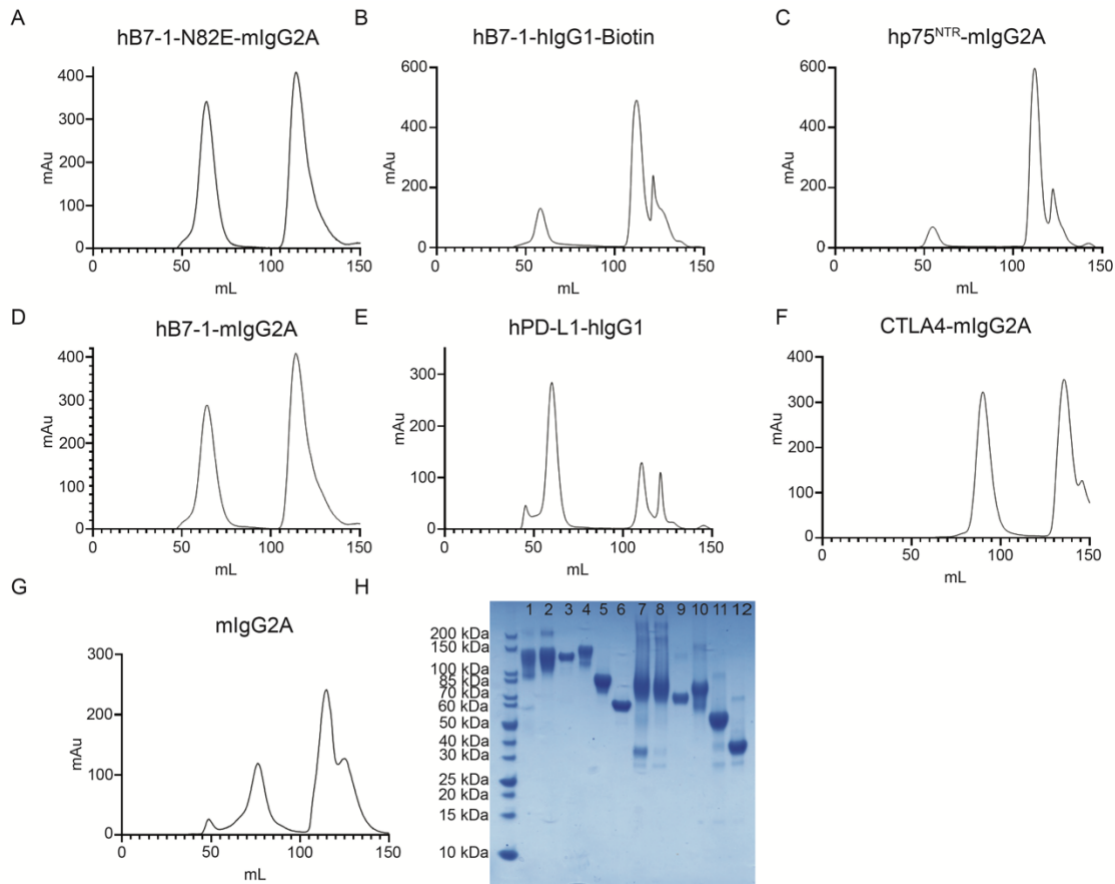 A
hB7-1-N82E-mIgG2A
400
300
200
100
0
mAu
0
50
100
150
mL
B
hB7-1-hIgG1-Biotin
600
400
200
0
mAu
0
50
100
150
mL
C
hp75NTR-mIgG2A
600
400
200
0
mAu
0
50
100
150
mL
D
hB7-1-mIgG2A
400
300
200
100
0
mAu
0
50
100
150
mL
E
hPD-L1-hIgG1
300
200
100
0
mAu
0
50
100
150
mL
F
CTLA4-mIgG2A
400
300
200
100
0
mAu
0
50
100
150
mL
G
mIgG2A
300
200
100
0
mAu
0
50
100
150
mL
H
1 2 3 4 5 6 7 8 9 10 11 12
200 kDa
150 kDa
100 kDa
85 kDa
70 kDa
60 kDa
50 kDa
40 kDa
30 kDa
25 kDa
20 kDa
15 kDa
10 kDa